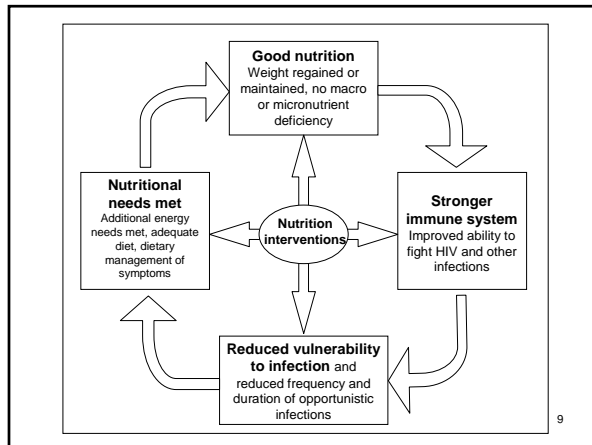 Good nutrition
Weight regained or
maintained, no macro
or micronutrient
deficiency
Nutritional
needs met
Additional energy
needs met, adequate
diet, dietary
management of
symptoms
Nutrition
interventions
Stronger
immune system
Improved ability to
fight HIV and other
infections
Reduced vulnerability
to infection and
reduced frequency and
duration of opportunistic
infections
9